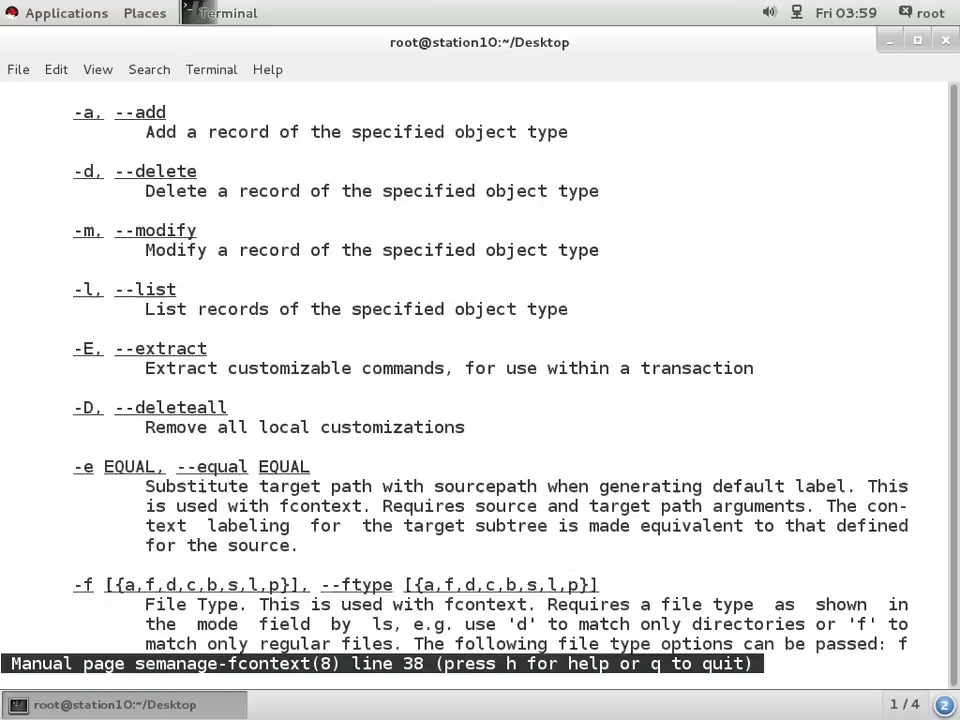 Applications Places Terminal Fri 03:59 root
root@station10:~/Desktop
File Edit View Search Terminal Help
-a, --add
Add a record of the specified object type
-d, --delete
Delete a record of the specified object type
-m, --modify
Modify a record of the specified object type
-l, --list
List records of the specified object type
-E, --extract
Extract customizable commands, for use within a transaction
-D, --deleteall
Remove all local customizations
-e EQUAL, --equal EQUAL
Substitute target path with sourcepath when generating default label. This
is used with fcontext. Requires source and target path arguments. The con-
text labeling for the target subtree is made equivalent to that defined
for the source.
-f [{a,f,d,c,b,s,l,p}], --ftype [{a,f,d,c,b,s,l,p}]
File Type. This is used with fcontext. Requires a file type as shown in
the mode field by ls, e.g. use 'd' to match only directories or 'f' to
match only regular files. The following file type options can be passed: f
Manual page semanage-fcontext(8) line 38 (press h for help or q to quit)
root@station10:~/Desktop 1 / 4 2